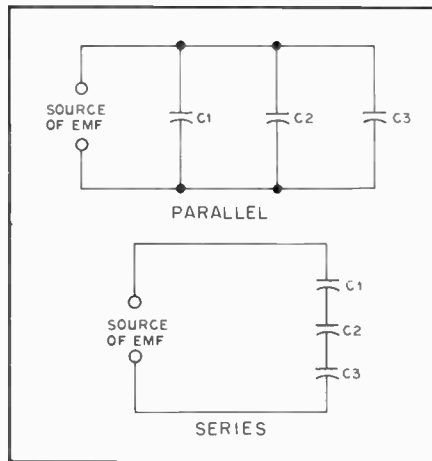 SOURCE
OF EMF
C1
C2
C3
PARALLEL
SOURCE
OF EMF
C1
C2
C3
SERIES